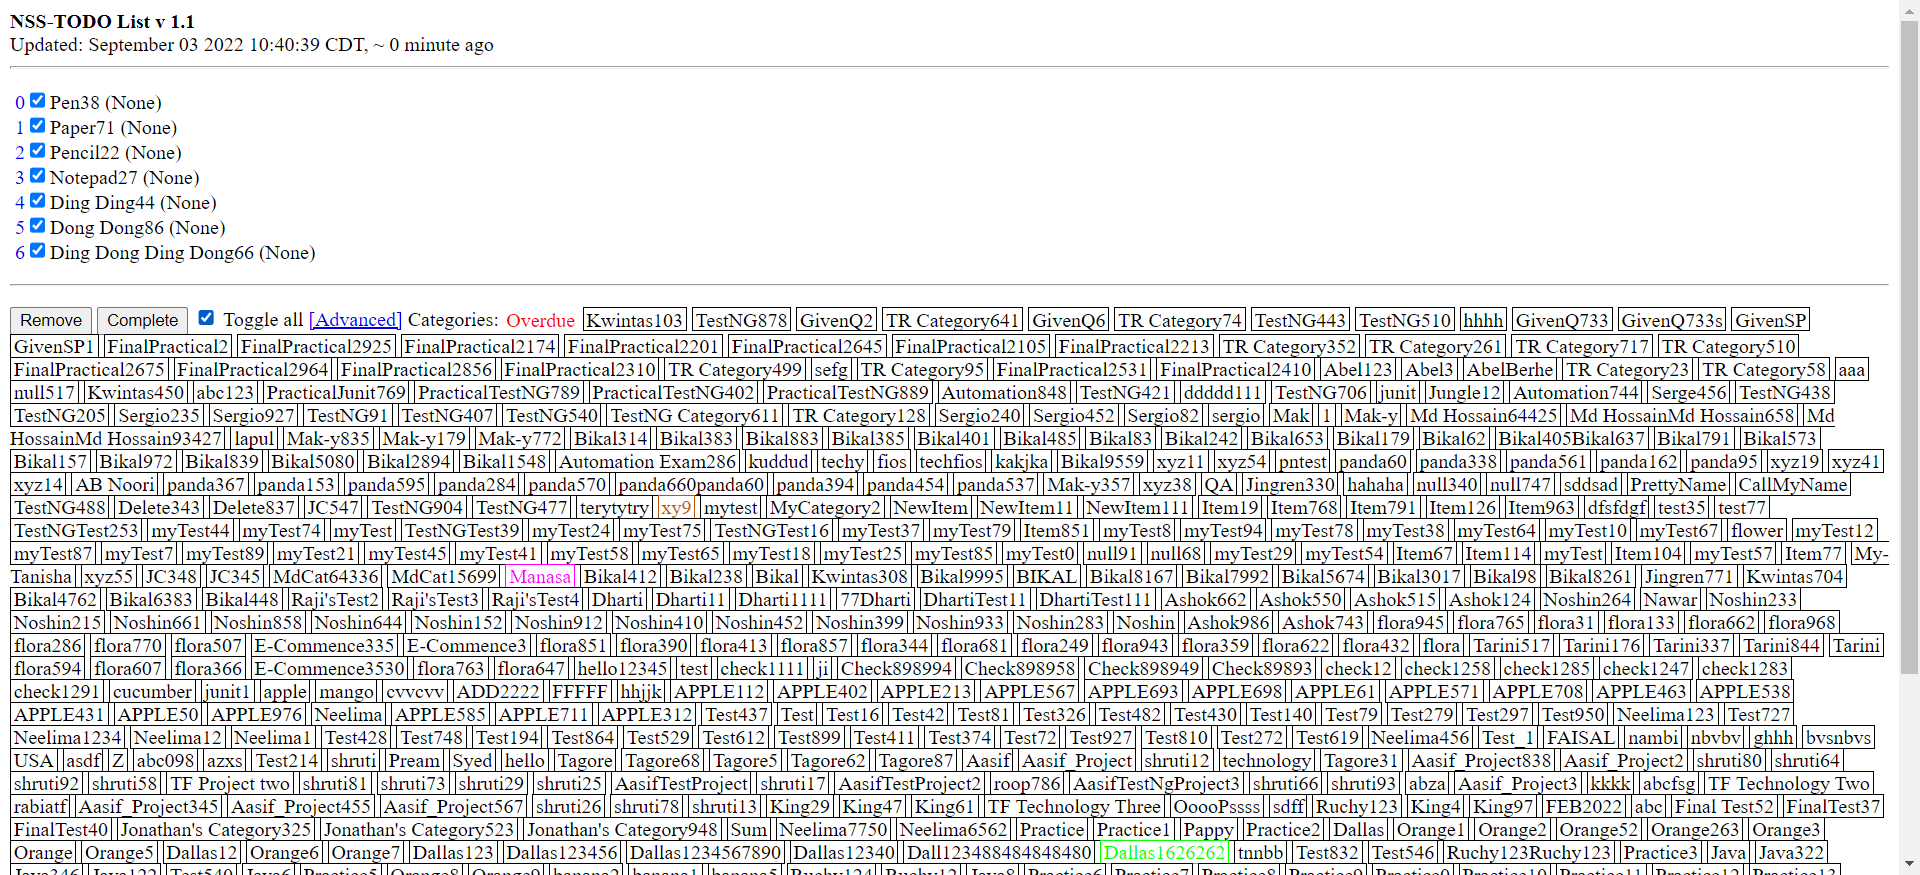 NSS-TODO List v 1.1
Updated: September 03 2022 10:40:39 CDT, ~ 0 minute ago
0 Pen38 (None)
1 Paper71 (None)
2 Pencil22 (None)
3 Notepad27 (None)
4 Ding Ding44 (None)
5 Dong Dong86 (None)
6 Ding Dong Ding Dong66 (None)
Remove Complete Toggle all [Advanced] Categories: Overdue Kwintas103 TestNG878 GivenQ2 TR Category641 GivenQ6 TR Category74 TestNG443 TestNG510 hhhh GivenQ733 GivenQ733s GivenSP
GivenSP1 FinalPractical2 FinalPractical2925 FinalPractical2174 FinalPractical2201 FinalPractical2645 FinalPractical2105 FinalPractical2213 TR Category352 TR Category261 TR Category717 TR Category510
FinalPractical2675 FinalPractical2964 FinalPractical2856 FinalPractical2310 TR Category499 sefg TR Category95 FinalPractical2531 FinalPractical2410 Abel123 Abel3 AbelBerhe TR Category23 TR Category58 aaa
null517 Kwintas450 abc123 PracticalJunit769 PracticalTestNG789 PracticalTestNG402 PracticalTestNG889 Automation848 TestNG421 ddddd111 TestNG706 junit Jungle12 Automation744 Serge456 TestNG438
TestNG205 Sergio235 Sergio927 TestNG91 TestNG407 TestNG540 TestNG Category611 TR Category128 Sergio240 Sergio452 Sergio82 sergio Mak 1 Mak-y Md Hossain64425 Md HossainMd Hossain658 Md
HossainMd Hossain93427 lapul Mak-y835 Mak-y179 Mak-y772 Bikal314 Bikal383 Bikal883 Bikal385 Bikal401 Bikal485 Bikal83 Bikal242 Bikal653 Bikal179 Bikal62 Bikal405Bikal637 Bikal791 Bikal573
Bikal157 Bikal972 Bikal839 Bikal5080 Bikal2894 Bikal1548 Automation Exam286 kuddud techy fios techfios kakjka Bikal9559 xyz11 xyz54 pntest panda60 panda338 panda561 panda162 panda95 xyz19 xyz41
xyz14 AB Noori panda367 panda153 panda595 panda284 panda570 panda660panda60 panda394 panda454 panda537 Mak-y357 xyz38 QA Jingren330 hahaha null340 null747 sddsad PrettyName CallMyName
TestNG488 Delete343 Delete837 JC547 TestNG904 TestNG477 terytytry xy9 mytest MyCategory2 NewItem NewItem11 NewItem111 Item19 Item768 Item791 Item126 Item963 dfsfdgf test35 test77
TestNGTest253 myTest44 myTest74 myTest TestNGTest39 myTest24 myTest75 TestNGTest16 myTest37 myTest79 Item851 myTest8 myTest94 myTest78 myTest38 myTest64 myTest10 myTest67 flower myTest12
myTest87 myTest7 myTest89 myTest21 myTest45 myTest41 myTest58 myTest65 myTest18 myTest25 myTest85 myTest0 null91 null68 myTest29 myTest54 Item67 Item114 myTest Item104 myTest57 Item77 My-
Tanisha xyz55 JC348 JC345 MdCat64336 MdCat15699 Manasa Bikal412 Bikal238 Bikal Kwintas308 Bikal9995 BIKAL Bikal8167 Bikal7992 Bikal5674 Bikal3017 Bikal98 Bikal8261 Jingren771 Kwintas704
Bikal4762 Bikal6383 Bikal448 Raji'sTest2 Raji'sTest3 Raji'sTest4 Dharti Dharti11 Dharti1111 77Dharti DhartiTest11 DhartiTest111 Ashok662 Ashok550 Ashok515 Ashok124 Noshin264 Nawar Noshin233
Noshin215 Noshin661 Noshin858 Noshin644 Noshin152 Noshin912 Noshin410 Noshin452 Noshin399 Noshin933 Noshin283 Noshin Ashok986 Ashok743 flora945 flora765 flora31 flora133 flora662 flora968
flora286 flora770 flora507 E-Commence335 E-Commence3 flora851 flora390 flora413 flora857 flora344 flora681 flora249 flora943 flora359 flora622 flora432 flora Tarini517 Tarini176 Tarini337 Tarini844 Tarini
flora594 flora607 flora366 E-Commence3530 flora763 flora647 hello12345 test check1111 jj Check898994 Check898958 Check898949 Check89893 check12 check1258 check1285 check1247 check1283
check1291 cucumber junit1 apple mango cvvcvv ADD2222 FFFFF hhjjk APPLE112 APPLE402 APPLE213 APPLE567 APPLE693 APPLE698 APPLE61 APPLE571 APPLE708 APPLE463 APPLE538
APPLE431 APPLE50 APPLE976 Neelima APPLE585 APPLE711 APPLE312 Test437 Test Test16 Test42 Test81 Test326 Test482 Test430 Test140 Test79 Test279 Test297 Test950 Neelima123 Test727
Neelima1234 Neelima12 Neelima1 Test428 Test748 Test194 Test864 Test529 Test612 Test899 Test411 Test374 Test72 Test927 Test810 Test272 Test619 Neelima456 Test_1 FAISAL nambi nbvbv ghhh bvsnbvs
USA asdf Z abc098 azxs Test214 shruti Pream Syed hello Tagore Tagore68 Tagore5 Tagore62 Tagore87 Aasif Aasif_Project shruti12 technology Tagore31 Aasif_Project838 Aasif_Project2 shruti80 shruti64
shruti92 shruti58 TF Project two shruti81 shruti73 shruti29 shruti25 AasifTestProject shruti17 AasifTestProject2 roop786 AasifTestNgProject3 shruti66 shruti93 abza Aasif_Project3 kkkk abcfsg TF Technology Two
rabiatf Aasif_Project345 Aasif_Project455 Aasif_Project567 shruti26 shruti78 shruti13 King29 King47 King61 TF Technology Three OoooPssss sdff Ruchy123 King4 King97 FEB2022 abc Final Test52 FinalTest37
FinalTest40 Jonathan's Category325 Jonathan's Category523 Jonathan's Category948 Sum Neelima7750 Neelima6562 Practice Practice1 Pappy Practice2 Dallas Orange1 Orange2 Orange52 Orange263 Orange3
Orange Orange5 Dallas12 Orange6 Orange7 Dallas123 Dallas123456 Dallas1234567890 Dallas12340 Dall123488484848480 Dallas1626262 tnnbb Test832 Test546 Ruchy123Ruchy123 Practice3 Java Java322